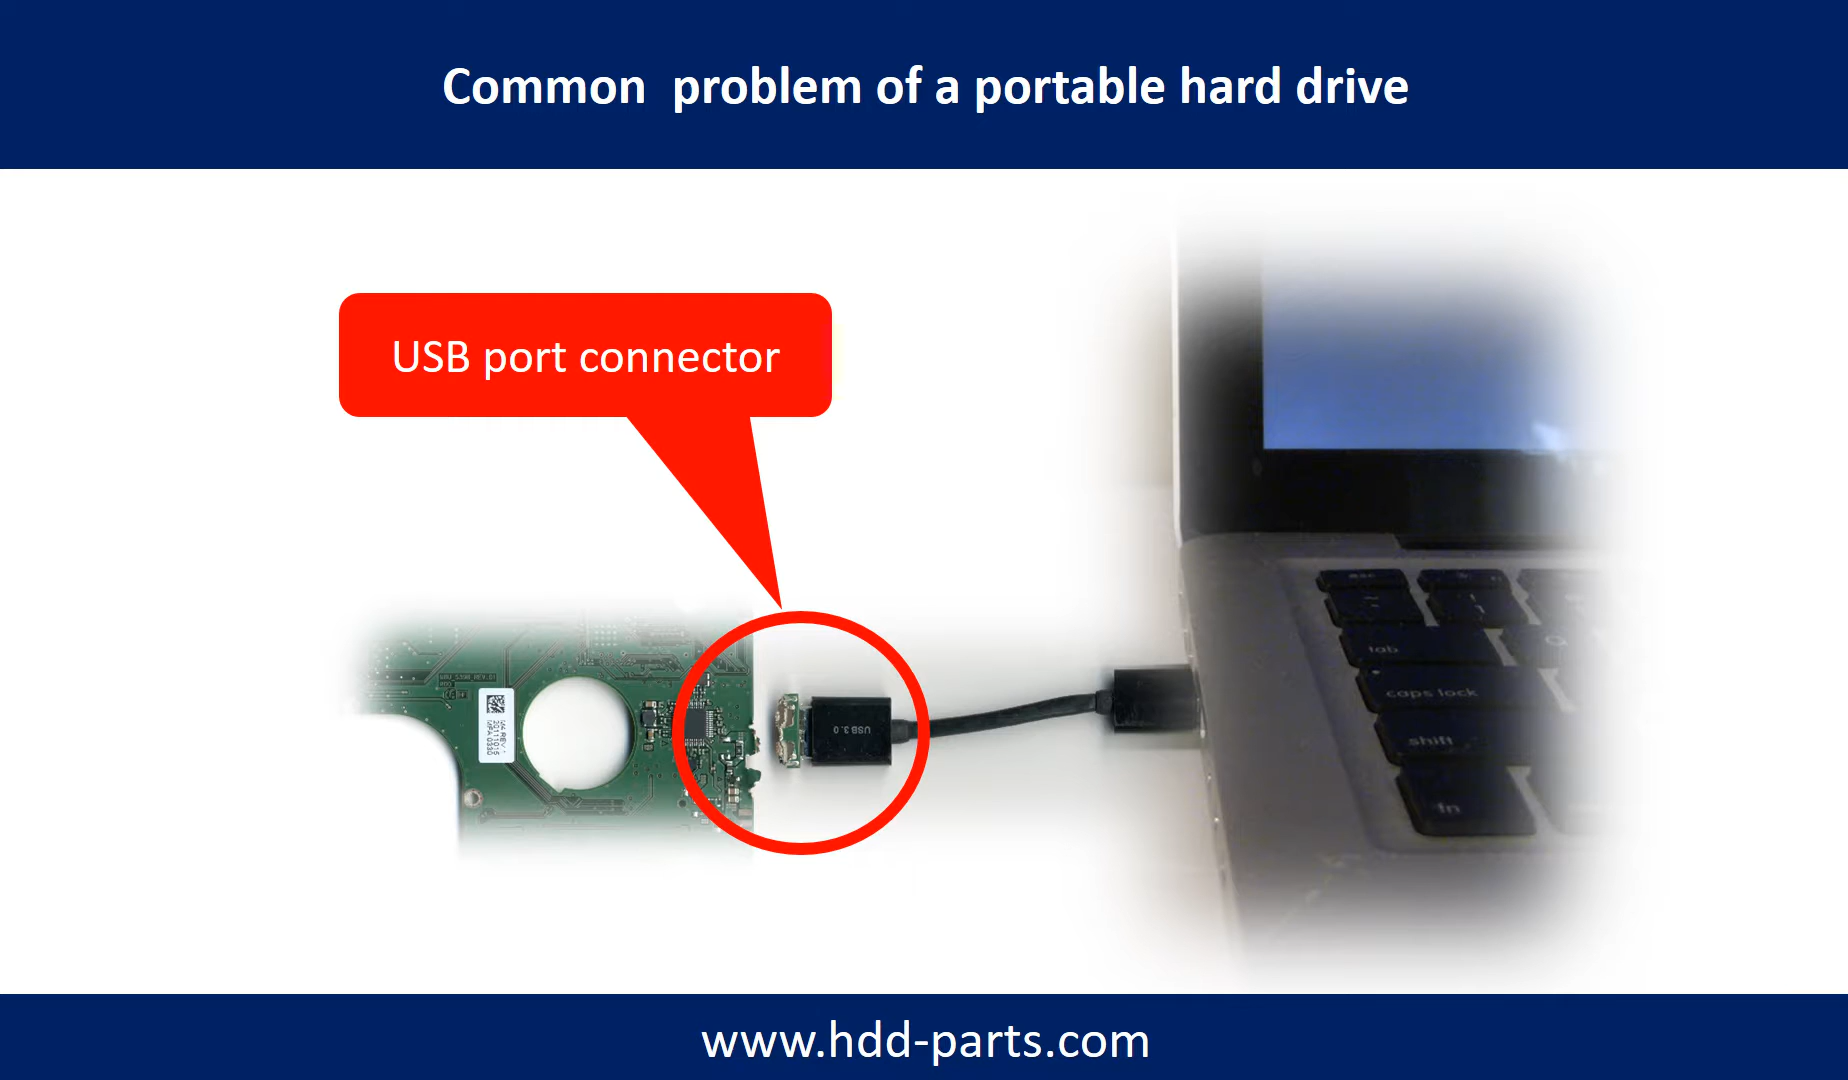 Common  problem of a portable hard drive
USB port connector
USB 3.0
esc
tab
caps lock
shift
fn
www.hdd-parts.com